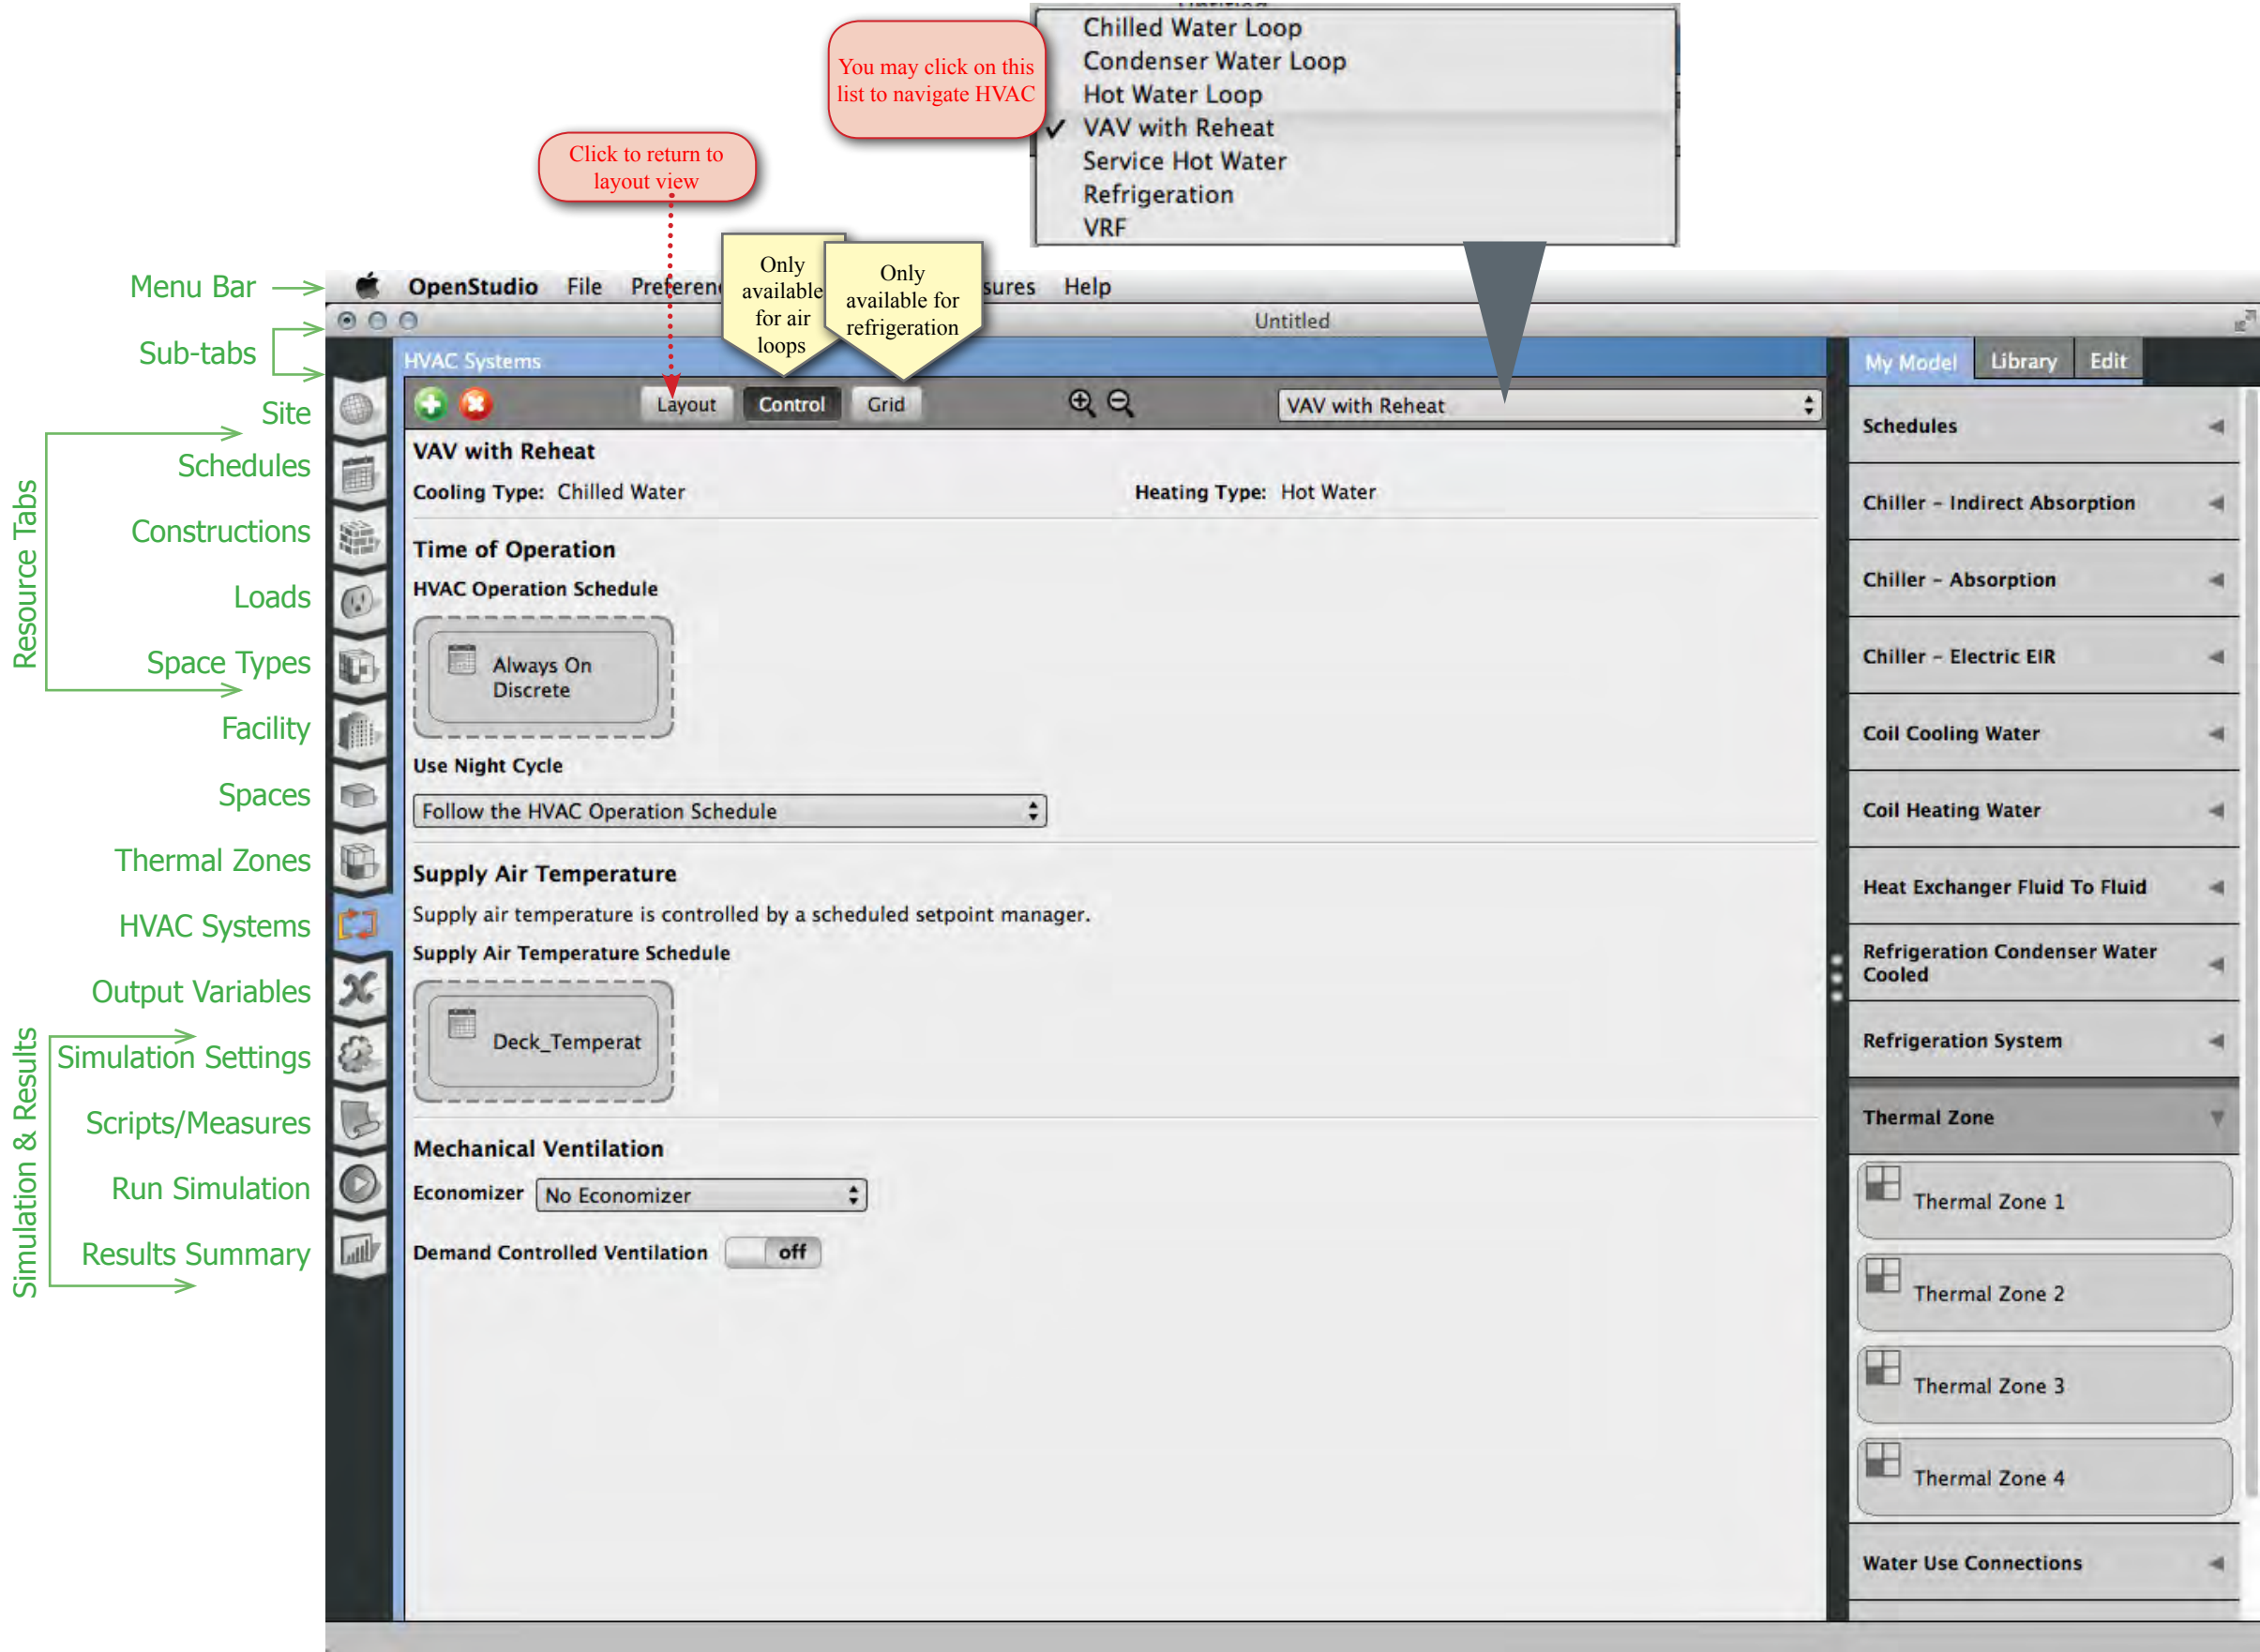 Chilled Water Loop
Condenser Water Loop
Hot Water Loop
✓ VAV with Reheat
Service Hot Water
Refrigeration
VRF
You may click on this
list to navigate HVAC
Click to return to
layout view
Only
available
for air
loops
Only
available for
refrigeration
Menu Bar
Sub-tabs
Resource Tabs
Site
Schedules
Constructions
Loads
Space Types
Facility
Spaces
Thermal Zones
HVAC Systems
Output Variables
Simulation & Results
Simulation Settings
Scripts/Measures
Run Simulation
Results Summary
OpenStudio File Help
Untitled
HVAC Systems
Layout Control Grid
VAV with Reheat
VAV with Reheat
Cooling Type: Chilled Water Heating Type: Hot Water
Time of Operation
HVAC Operation Schedule
Always On
Discrete
Use Night Cycle
Follow the HVAC Operation Schedule
Supply Air Temperature
Supply air temperature is controlled by a scheduled setpoint manager.
Supply Air Temperature Schedule
Deck_Temperat
Mechanical Ventilation
Economizer No Economizer
Demand Controlled Ventilation off
My Model Library Edit
Schedules
Chiller - Indirect Absorption
Chiller - Absorption
Chiller - Electric EIR
Coil Cooling Water
Coil Heating Water
Heat Exchanger Fluid To Fluid
Refrigeration Condenser Water
Cooled
Refrigeration System
Thermal Zone
Thermal Zone 1
Thermal Zone 2
Thermal Zone 3
Thermal Zone 4
Water Use Connections